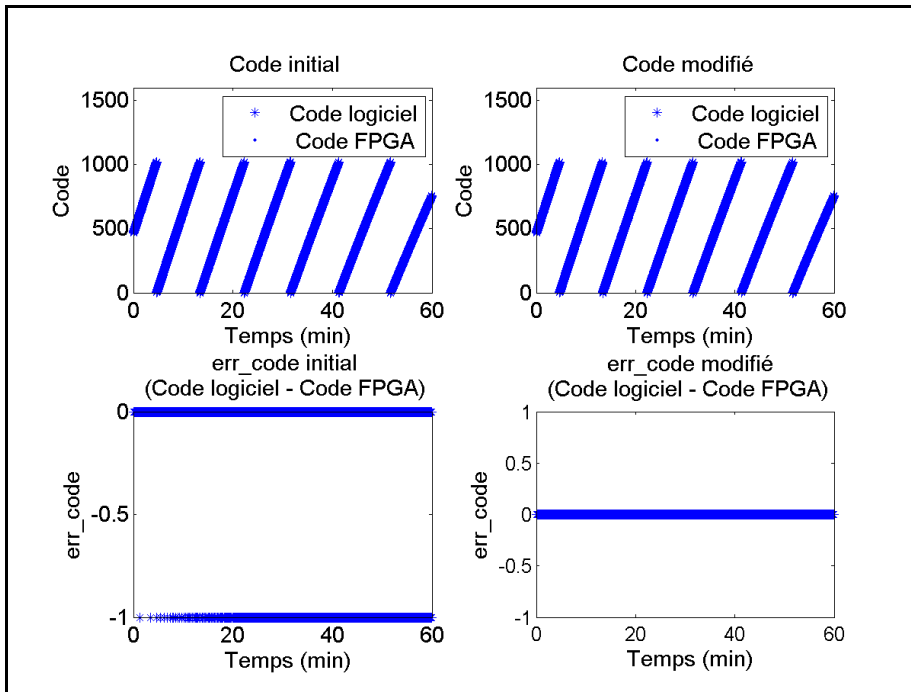 Code initial
1500
1000
500
0
Code
Code logiciel
Code FPGA
0
20
40
60
Temps (min)
Code modifié
1500
1000
500
0
Code
Code logiciel
Code FPGA
0
20
40
60
Temps (min)
err_code initial
(Code logiciel - Code FPGA)
0
-0.5
-1
err_code
0
20
40
60
Temps (min)
err_code modifié
(Code logiciel - Code FPGA)
1
0.5
0
-0.5
-1
err_code
0
20
40
60
Temps (min)